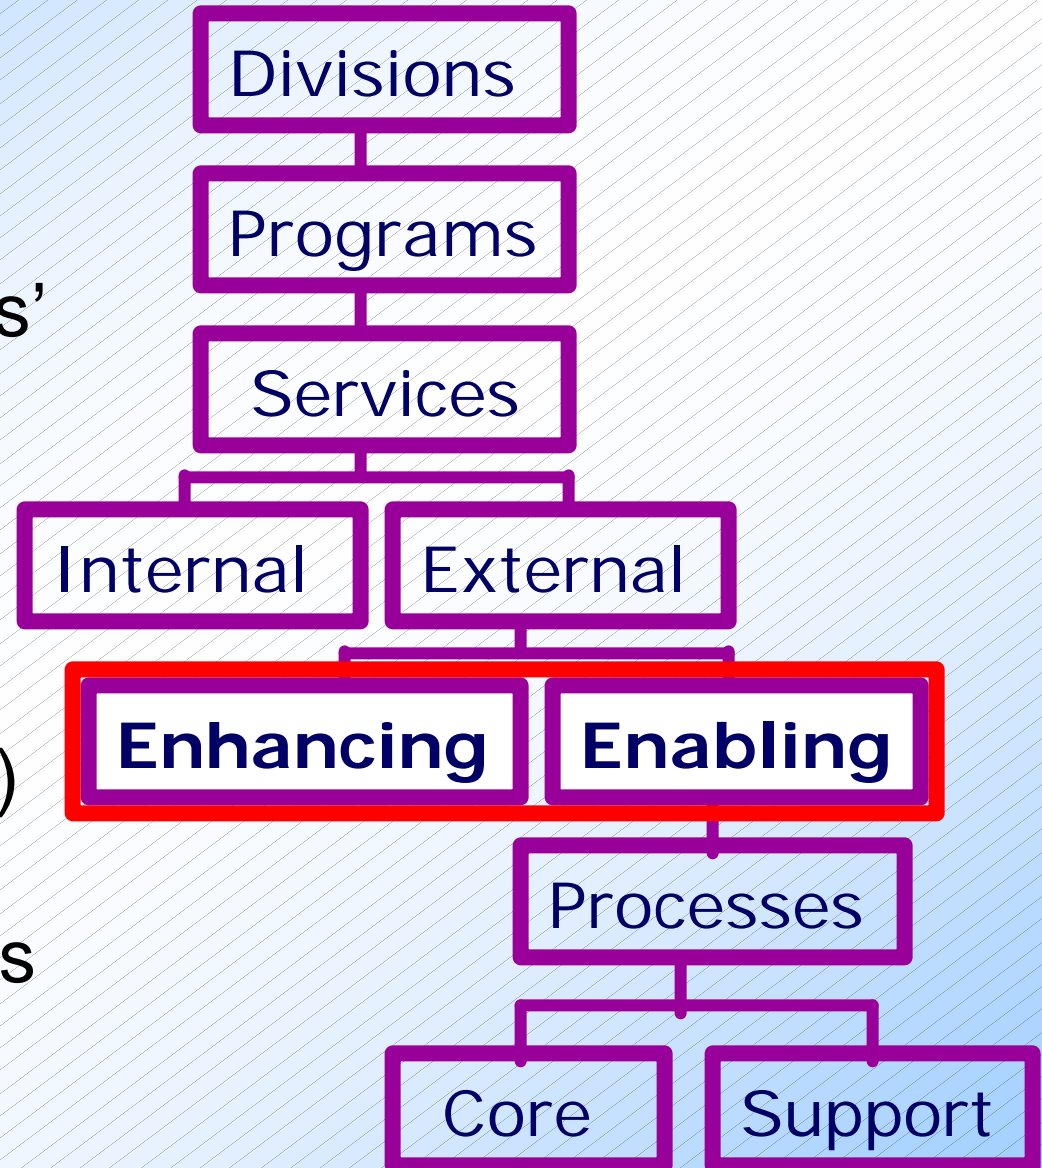 Divisions
Programs
s’
Services
Internal External
Enhancing Enabling
)
Processes
s
Core Support